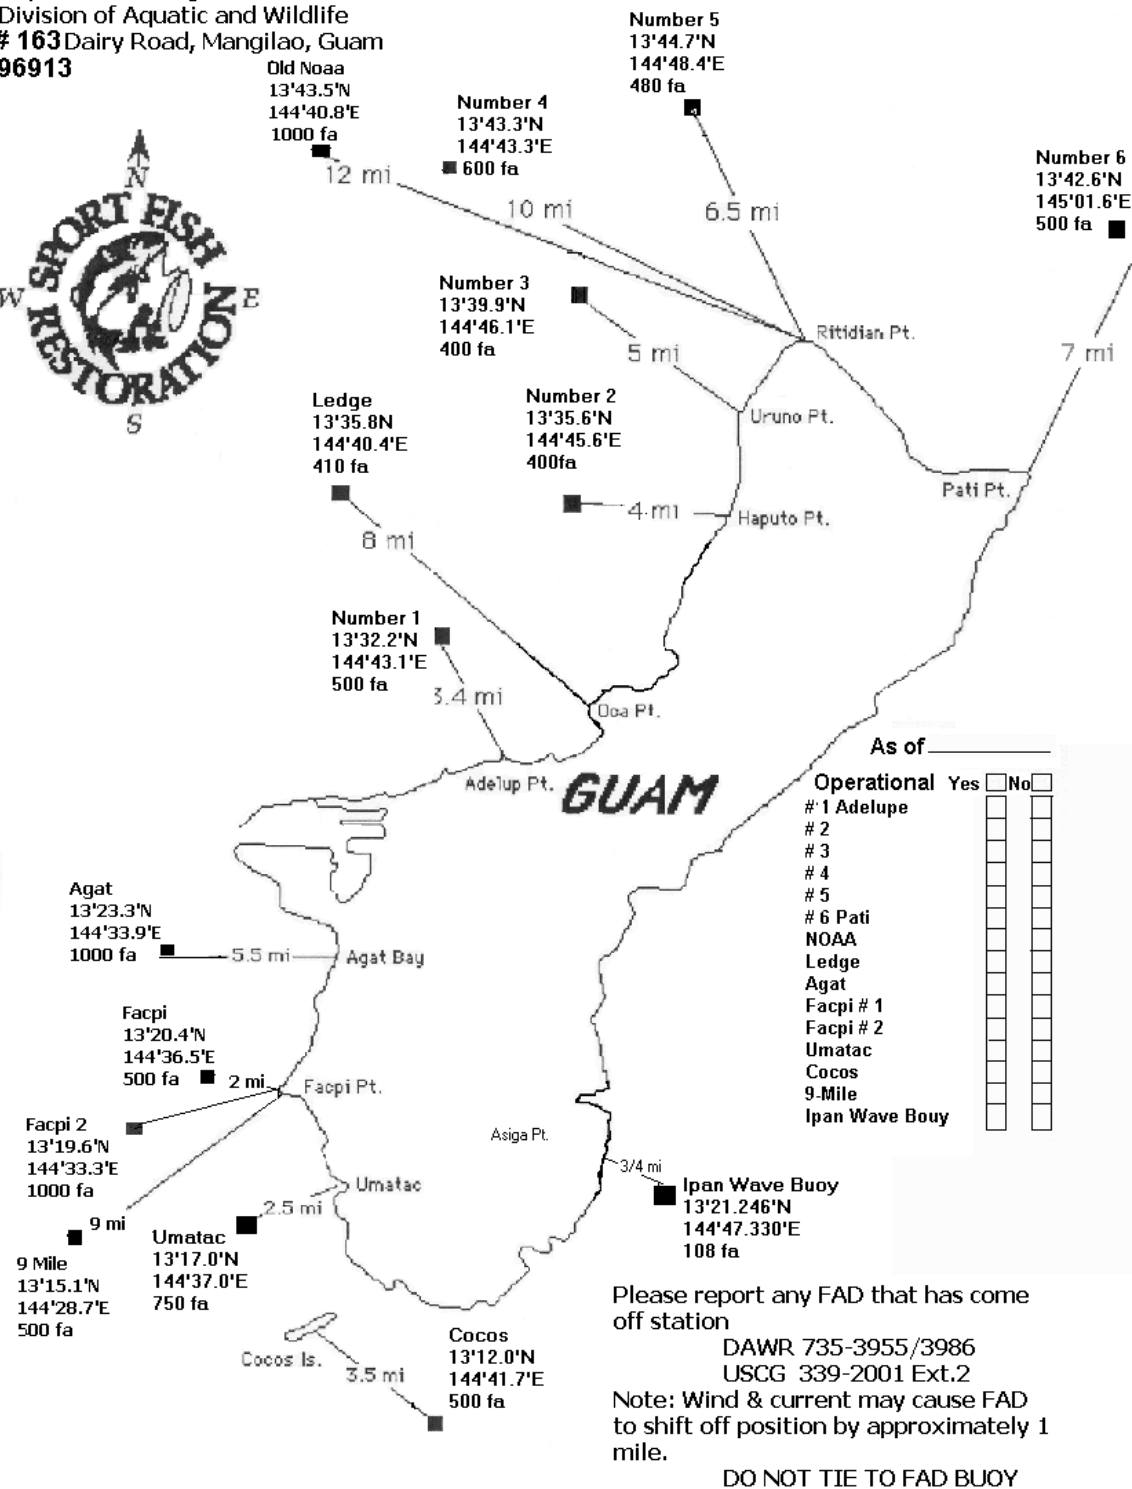 Division of Aquatic and Wildlife
# 163 Dairy Road, Mangilao, Guam
96913
Old Noaa
13'43.5'N
144'40.8'E
1000 fa
Number 4
13'43.3'N
144'43.3'E
600 fa
Number 5
13'44.7'N
144'48.4'E
480 fa
Number 6
13'42.6'N
145'01.6'E
500 fa
N
W
E
S
SPORT FISH
RESTORATION
12 mi
10 mi
6.5 mi
7 mi
Number 3
13'39.9'N
144'46.1'E
400 fa
5 mi
Ritidian Pt.
Uruno Pt.
Pati Pt.
Ledge
13'35.8N
144'40.4'E
410 fa
8 mi
Number 2
13'35.6'N
144'45.6'E
400fa
4 mi
Haputo Pt.
Number 1
13'32.2'N
144'43.1'E
500 fa
3.4 mi
Oca Pt.
Adelup Pt.
GUAM
As of
Operational Yes No
# 1 Adelupe
# 2
# 3
# 4
# 5
# 6 Pati
NOAA
Ledge
Agat
Facpi # 1
Facpi # 2
Umatac
Cocos
9-Mile
Ipan Wave Bouy
Agat
13'23.3'N
144'33.9'E
1000 fa
5.5 mi
Agat Bay
Facpi
13'20.4'N
144'36.5'E
500 fa
2 mi
Facpi Pt.
Facpi 2
13'19.6'N
144'33.3'E
1000 fa
9 mi
9 Mile
13'15.1'N
144'28.7'E
500 fa
Umatac
2.5 mi
Umatac
13'17.0'N
144'37.0'E
750 fa
Asiga Pt.
3/4 mi
Ipan Wave Buoy
13'21.246'N
144'47.330'E
108 fa
Cocos Is.
3.5 mi
Cocos
13'12.0'N
144'41.7'E
500 fa
Please report any FAD that has come
off station
DAWR 735-3955/3986
USCG 339-2001 Ext.2
Note: Wind & current may cause FAD
to shift off position by approximately 1
mile.
DO NOT TIE TO FAD BUOY